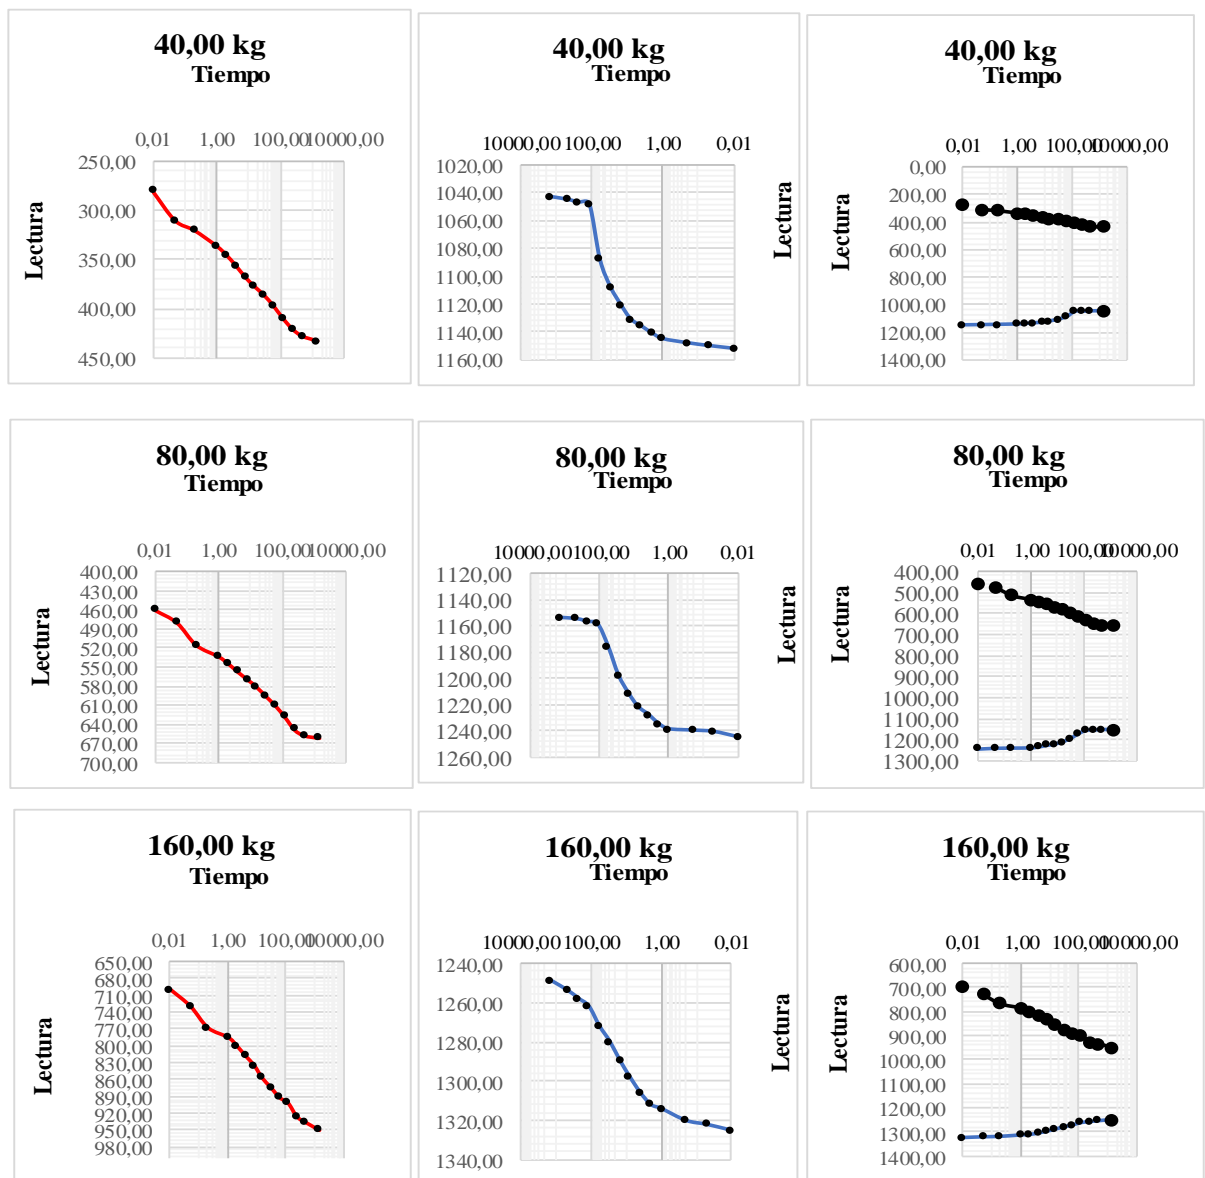 40,00 kg
Tiempo
0,01 1,00 100,00 10000,00
250,00
300,00
350,00
400,00
450,00
Lectura
40,00 kg
Tiempo
10000,00 100,00 1,00 0,01
1020,00
1040,00
1060,00
1080,00
1100,00
1120,00
1140,00
1160,00
Lectura
40,00 kg
Tiempo
0,01 1,00 100,00 10000,00
0,00
200,00
400,00
600,00
800,00
1000,00
1200,00
1400,00
Lectura
80,00 kg
Tiempo
0,01 1,00 100,00 10000,00
400,00
430,00
460,00
490,00
520,00
550,00
580,00
610,00
640,00
670,00
700,00
Lectura
80,00 kg
Tiempo
10000,00 100,00 1,00 0,01
1120,00
1140,00
1160,00
1180,00
1200,00
1220,00
1240,00
1260,00
Lectura
80,00 kg
Tiempo
0,01 1,00 100,00 10000,00
400,00
500,00
600,00
700,00
800,00
900,00
1000,00
1100,00
1200,00
1300,00
Lectura
160,00 kg
Tiempo
0,01 1,00 100,00 10000,00
650,00
680,00
710,00
740,00
770,00
800,00
830,00
860,00
890,00
920,00
950,00
980,00
Lectura
160,00 kg
Tiempo
10000,00 100,00 1,00 0,01
1240,00
1260,00
1280,00
1300,00
1320,00
1340,00
Lectura
160,00 kg
Tiempo
0,01 1,00 100,00 10000,00
600,00
700,00
800,00
900,00
1000,00
1100,00
1200,00
1300,00
1400,00
Lectura